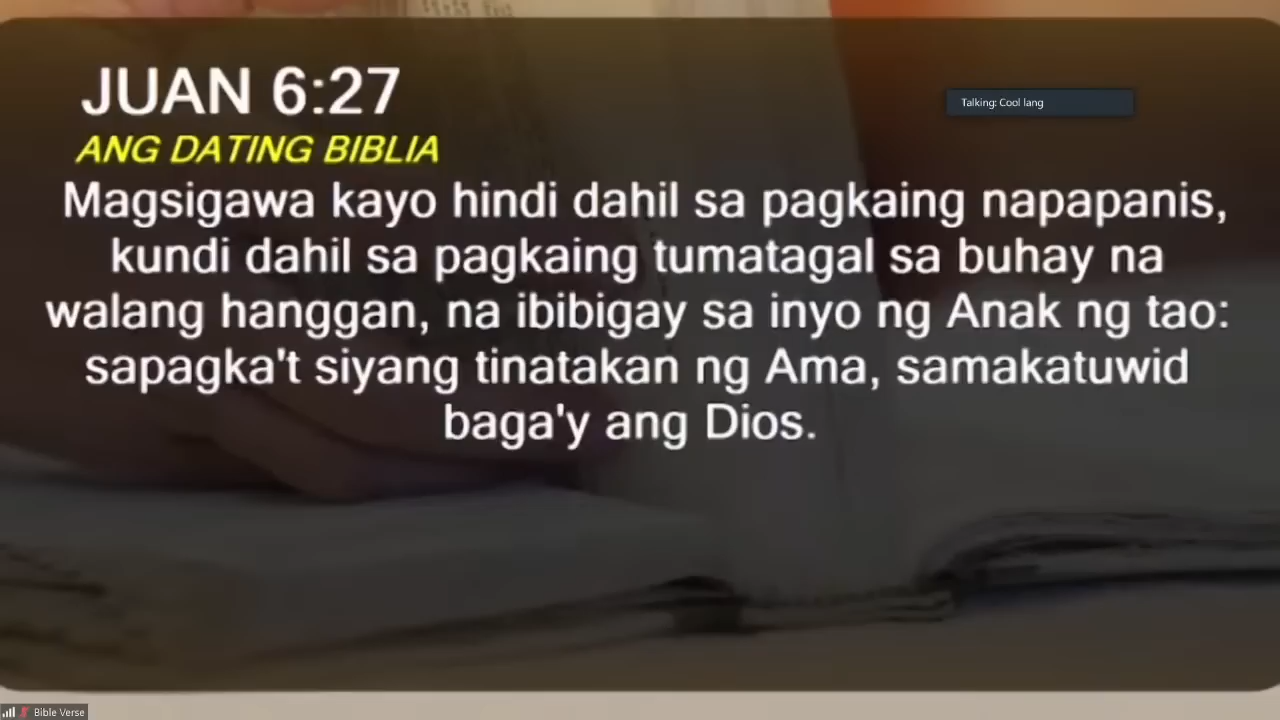 JUAN 6:27
Talking: Cool lang
ANG DATING BIBLIA
Magsigawa kayo hindi dahil sa pagkaing napapanis,
kundi dahil sa pagkaing tumatagal sa buhay na
walang hanggan, na ibibigay sa inyo ng Anak ng tao:
sapagka't siyang tinatakan ng Ama, samakatuwid
baga'y ang Dios.
Bible Verse